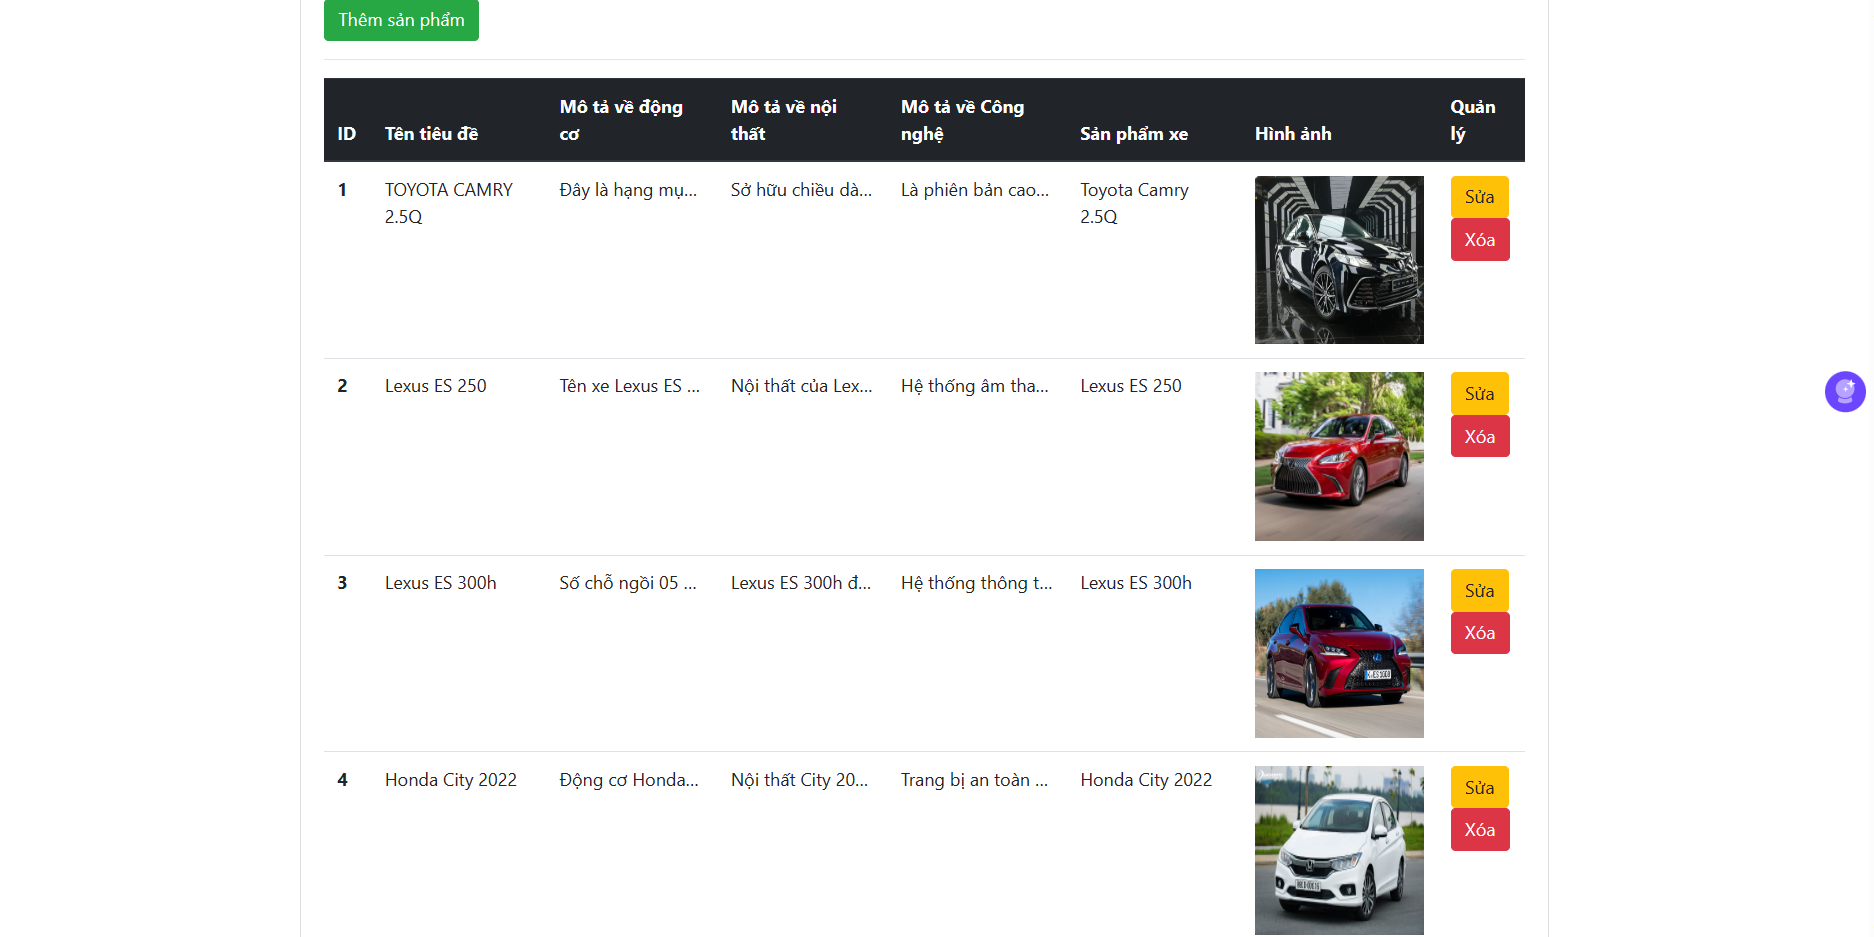 Thêm sản phẩm
Mô tả về động Mô tả về nội Mô tả về Công Quản
ID Tên tiêu đề cơ thất nghệ Sản phẩm xe Hình ảnh lý
1 TOYOTA CAMRY Đây là hạng mụ... Sở hữu chiều dà... Là phiên bản cao... Toyota Camry Sửa
2.5Q 2.5Q
Xóa
2 Lexus ES 250 Tên xe Lexus ES ... Nội thất của Lex... Hệ thống âm tha... Lexus ES 250 Sửa
Xóa
3 Lexus ES 300h Số chỗ ngồi 05 ... Lexus ES 300h đ... Hệ thống thông t... Lexus ES 300h Sửa
Xóa
4 Honda City 2022 Động cơ Honda... Nội thất City 20... Trang bị an toàn ... Honda City 2022 Sửa
Xóa